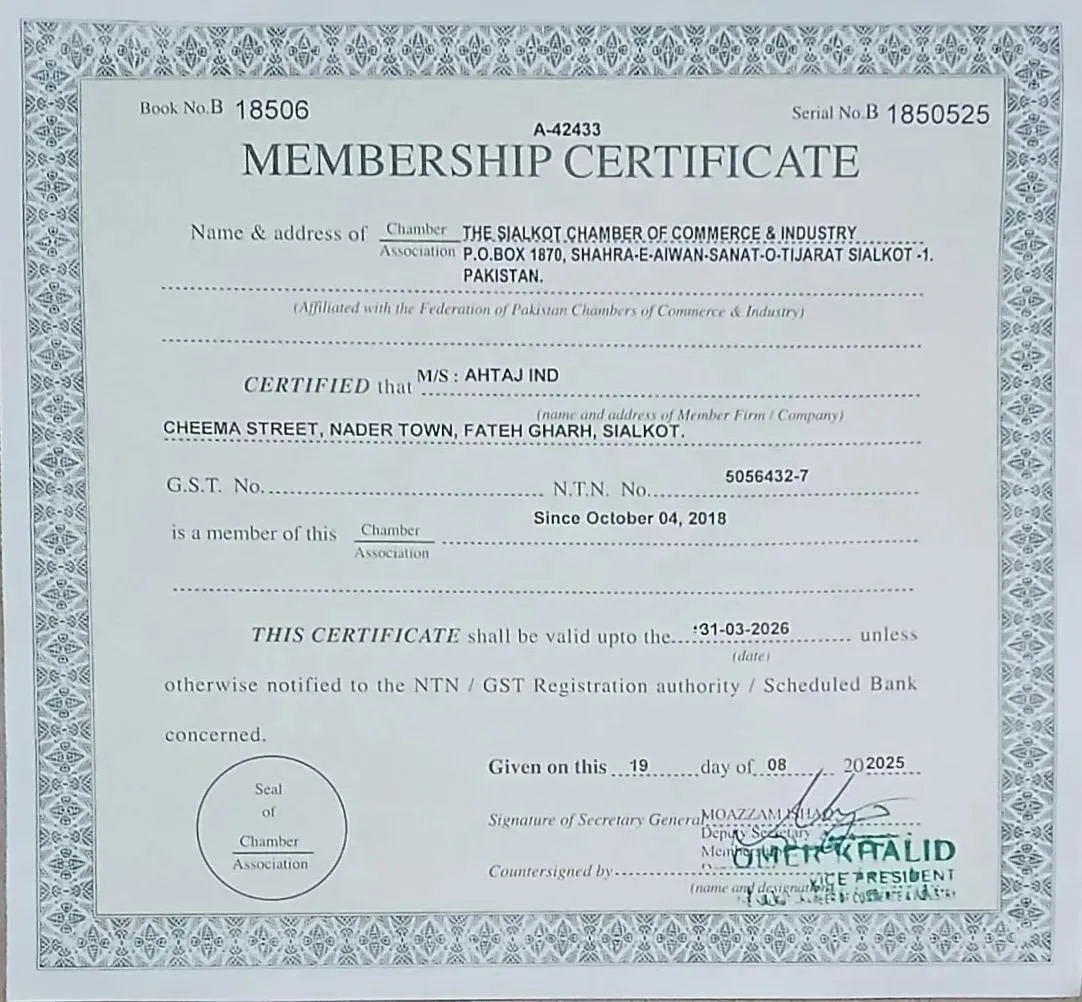 Book No.B 18506
Serial No.B 1850525
A-42433
MEMBERSHIP CERTIFICATE
Name & address of Chamber THE SIALKOT CHAMBER OF COMMERCE & INDUSTRY
Association P.O.BOX 1870, SHAHRA-E-AIWAN-SANAT-O-TIJARAT SIALKOT -1.
PAKISTAN.
(Affiliated with the Federation of Pakistan Chambers of Commerce & Industry)
CERTIFIED that M/S : AHTAJ IND
(name and address of Member Firm / Company)
CHEEMA STREET, NADER TOWN, FATEH GHARH, SIALKOT.
G.S.T. No. N.T.N. No. 5056432-7
is a member of this Chamber Since October 04, 2018
Association
THIS CERTIFICATE shall be valid upto the 31-03-2026 unless
(date)
otherwise notified to the NTN / GST Registration authority / Scheduled Bank
concerned.
Given on this 19 day of 08 20 2025
Seal
of
Chamber
Association
Signature of Secretary General MOAZZAM
Deputy Secretary
OMER KHALID
Countersigned by
VICE PRESIDENT
(name and designation)